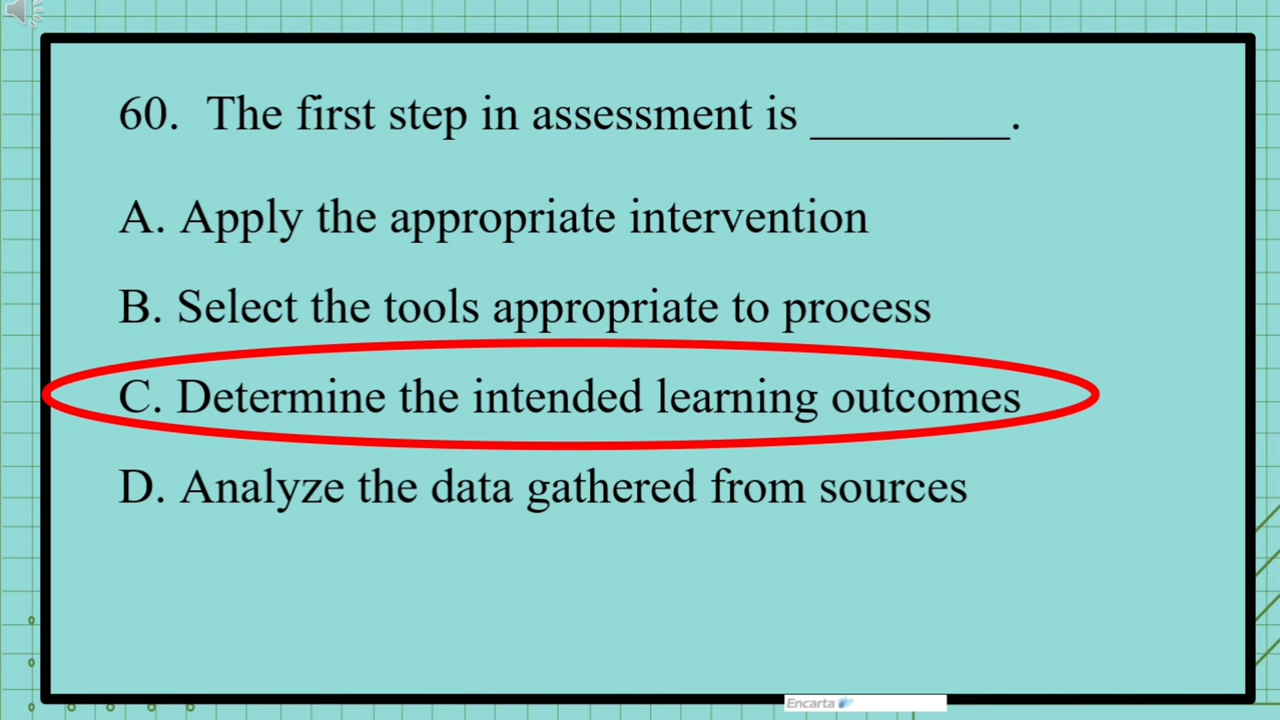 60. The first step in assessment is ________.
A. Apply the appropriate intervention
B. Select the tools appropriate to process
C. Determine the intended learning outcomes
D. Analyze the data gathered from sources
Encarta